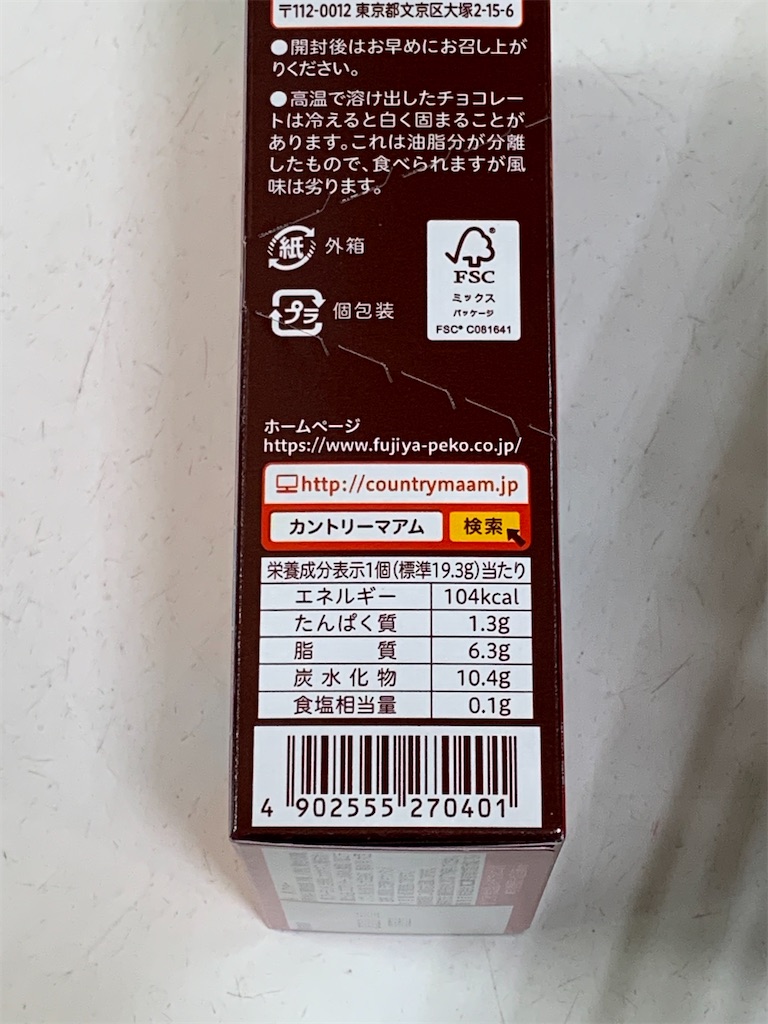 〒112-0012 東京都文京区大塚2-15-6
●開封後はお早めにお召し上が
りください。
●高温で溶け出したチョコレー
トは冷えると白く固まることが
あります。これは油脂分が分離
したもので、食べられますが風
味は劣ります。
紙 外箱
プラ 個包装
FSC
ミックス
パッケージ
FSC® C081641
ホームページ
https://www.fujiya-peko.co.jp/
http://countrymaam.jp
カントリーマアム 検索
栄養成分表示1個(標準19.3g)当たり
エネルギー 104kcal
たんぱく質 1.3g
脂質 6.3g
炭水化物 10.4g
食塩相当量 0.1g
4 902555 270401